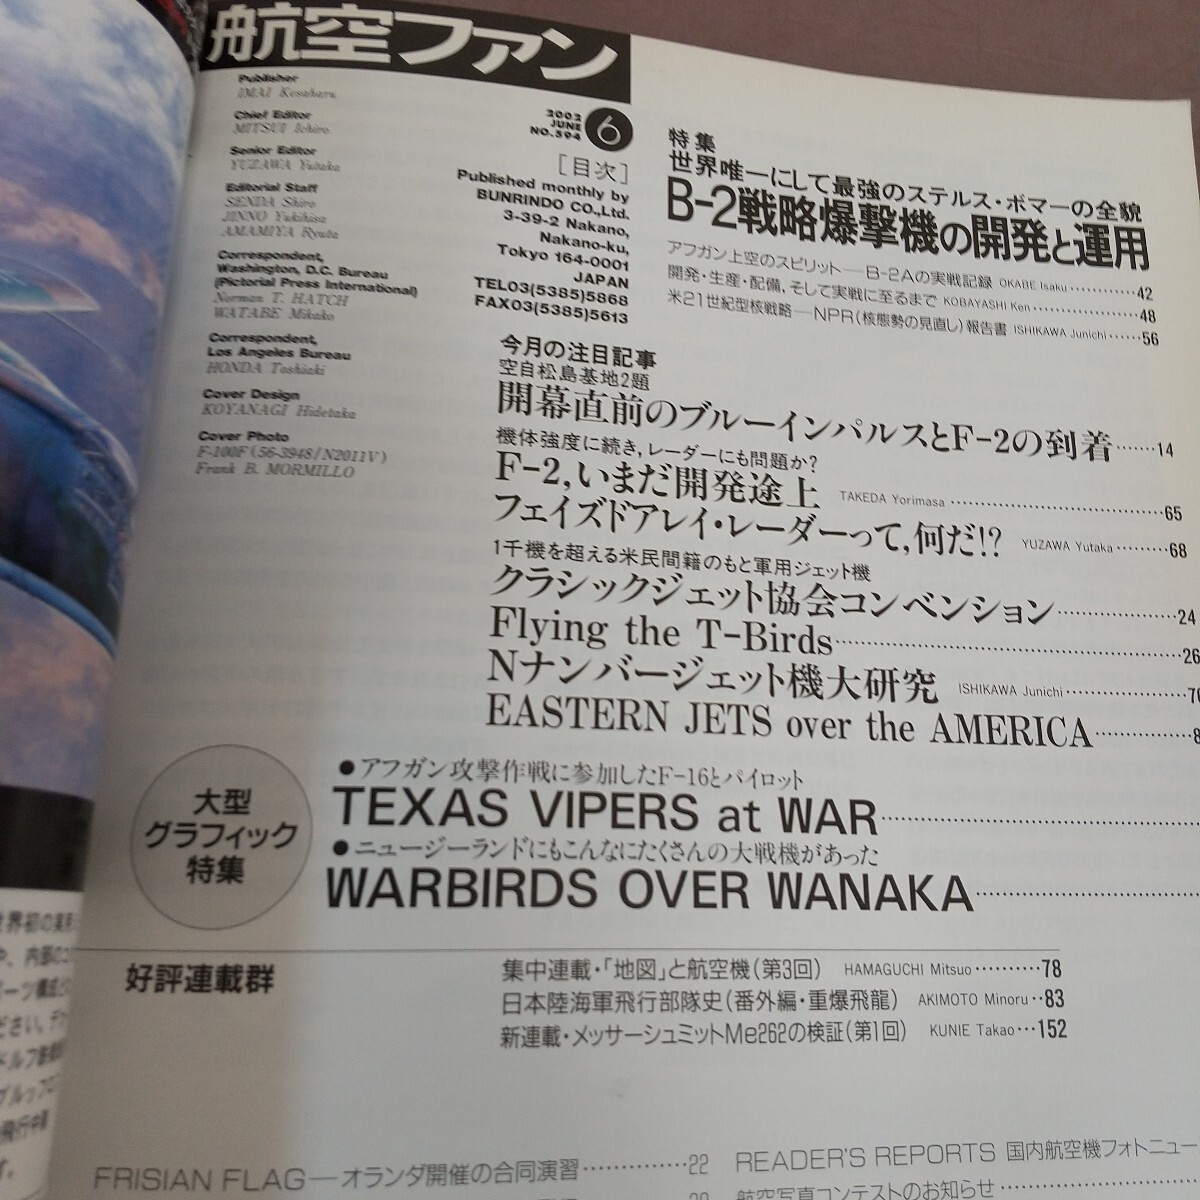 航空ファン
Publisher
IMAI Kesaharu
Chief Editor
MITSUI Ichiro
Senior Editor
YUZAWA Yutaka
Editorial Staff
SENDA Shiro
JINNO Yukihisa
AMAMIYA Ryuta
Correspondent,
Washington, D.C. Bureau
(Pictorial Press International)
Norman T. HATCH
WATABE Mikako
Correspondent,
Los Angeles Bureau
HONDA Toshiaki
Cover Design
KOYANAGI Hidetaka
Cover Photo
F-100F (56-3948/N2011V)
Frank B. MORMILLO
2002
JUNE
NO.594
6
[目次]
Published monthly by
BUNRINDO CO.,Ltd.
3-39-2 Nakano,
Nakano-ku,
Tokyo 164-0001
JAPAN
TEL03(5385)5868
FAX03(5385)5613
特集
世界唯一にして最強のステルス・ボマーの全貌
B-2戦略爆撃機の開発と運用
アフガン上空のスピリット—B-2Aの実戦記録 OKABE Isaku…………42
開発・生産・配備,そして実戦に至るまで KOBAYASHI Ken…………………48
米21世紀型核戦略—NPR(核態勢の見直し)報告書 ISHIKAWA Junichi……56
今月の注目記事
空自松島基地2題
開幕直前のブルーインパルスとF-2の到着……14
機体強度に続き,レーダーにも問題か?
F-2,いまだ開発途上 TAKEDA Yorimasa …………………65
フェイズドアレイ・レーダーって,何だ!? YUZAWA Yutaka………68
1千機を超える米民間籍のもと軍用ジェット機
クラシックジェット協会コンベンション……………24
Flying the T-Birds……………………………26
Nナンバージェット機大研究 ISHIKAWA Junichi…………
EASTERN JETS over the AMERICA…………
大型
グラフィック
特集
●アフガン攻撃作戦に参加したF-16とパイロット
TEXAS VIPERS at WAR…………………
●ニュージーランドにもこんなにたくさんの大戦機があった
WARBIRDS OVER WANAKA……………
好評連載群
集中連載・「地図」と航空機(第3回) HAMAGUCHI Mitsuo………78
日本陸海軍飛行部隊史(番外編・重爆飛龍) AKIMOTO Minoru‥83
新連載・メッサーシュミットMe262の検証(第1回) KUNIE Takao…152
FRISIAN FLAG—オランダ開催の合同演習…………22
READER'S REPORTS 国内航空機フォトニュー
航空写真コンテストのお知らせ…………